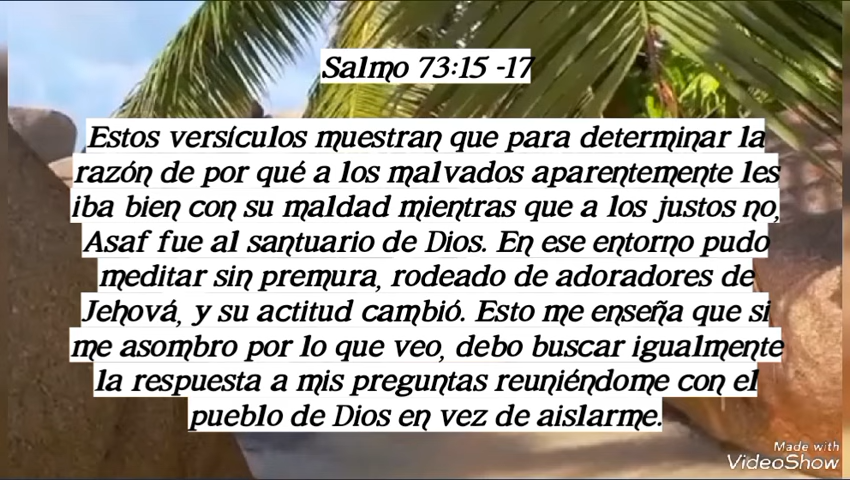 Salmo 73:15 -17
Estos versículos muestran que para determinar la
razón de por qué a los malvados aparentemente les
iba bien con su maldad mientras que a los justos no,
Asaf fue al santuario de Dios. En ese entorno pudo
meditar sin premura, rodeado de adoradores de
Jehová, y su actitud cambió. Esto me enseña que si
me asombro por lo que veo, debo buscar igualmente
la respuesta a mis preguntas reuniéndome con el
pueblo de Dios en vez de aislarme.
Made with
VideoShow